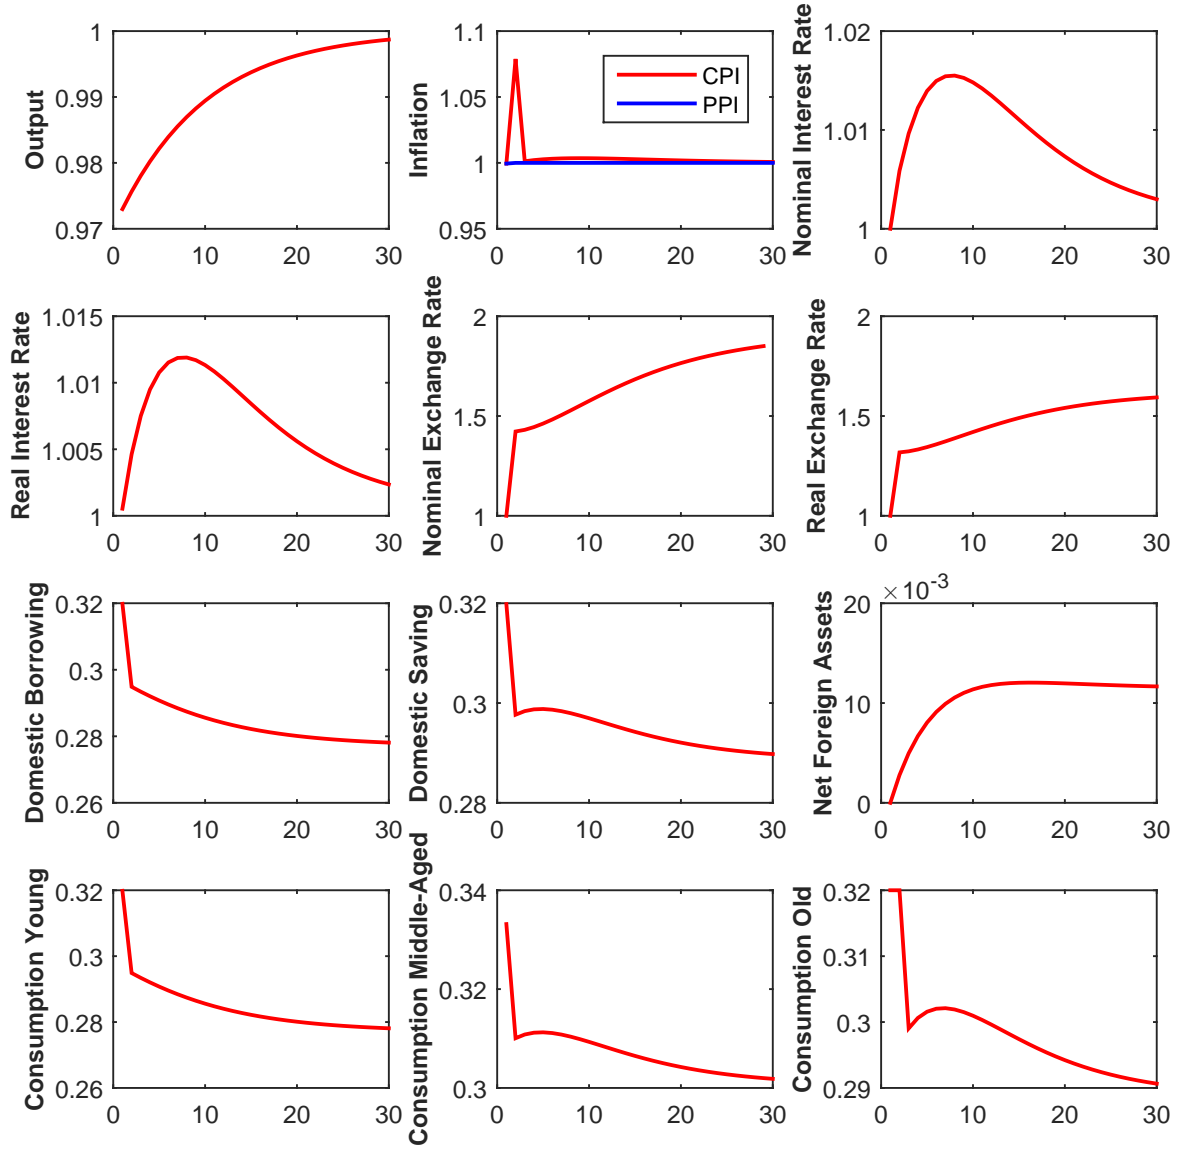 Output
1
0.99
0.98
0.97
0 10 20 30
Inflation
1.1
1.05
1
0.95
0 10 20 30
CPI
PPI
Nominal Interest Rate
1.02
1.01
1
0 10 20 30
Real Interest Rate
1.015
1.01
1.005
1
0 10 20 30
Nominal Exchange Rate
2
1.5
1
0 10 20 30
Real Exchange Rate
2
1.5
1
0 10 20 30
Domestic Borrowing
0.32
0.3
0.28
0.26
0 10 20 30
Domestic Saving
0.32
0.3
0.28
0 10 20 30
Net Foreign Assets
×10-3
20
10
0
0 10 20 30
Consumption Young
0.32
0.3
0.28
0.26
0 10 20 30
Consumption Middle-Aged
0.34
0.32
0.3
0 10 20 30
Consumption Old
0.32
0.31
0.3
0.29
0 10 20 30